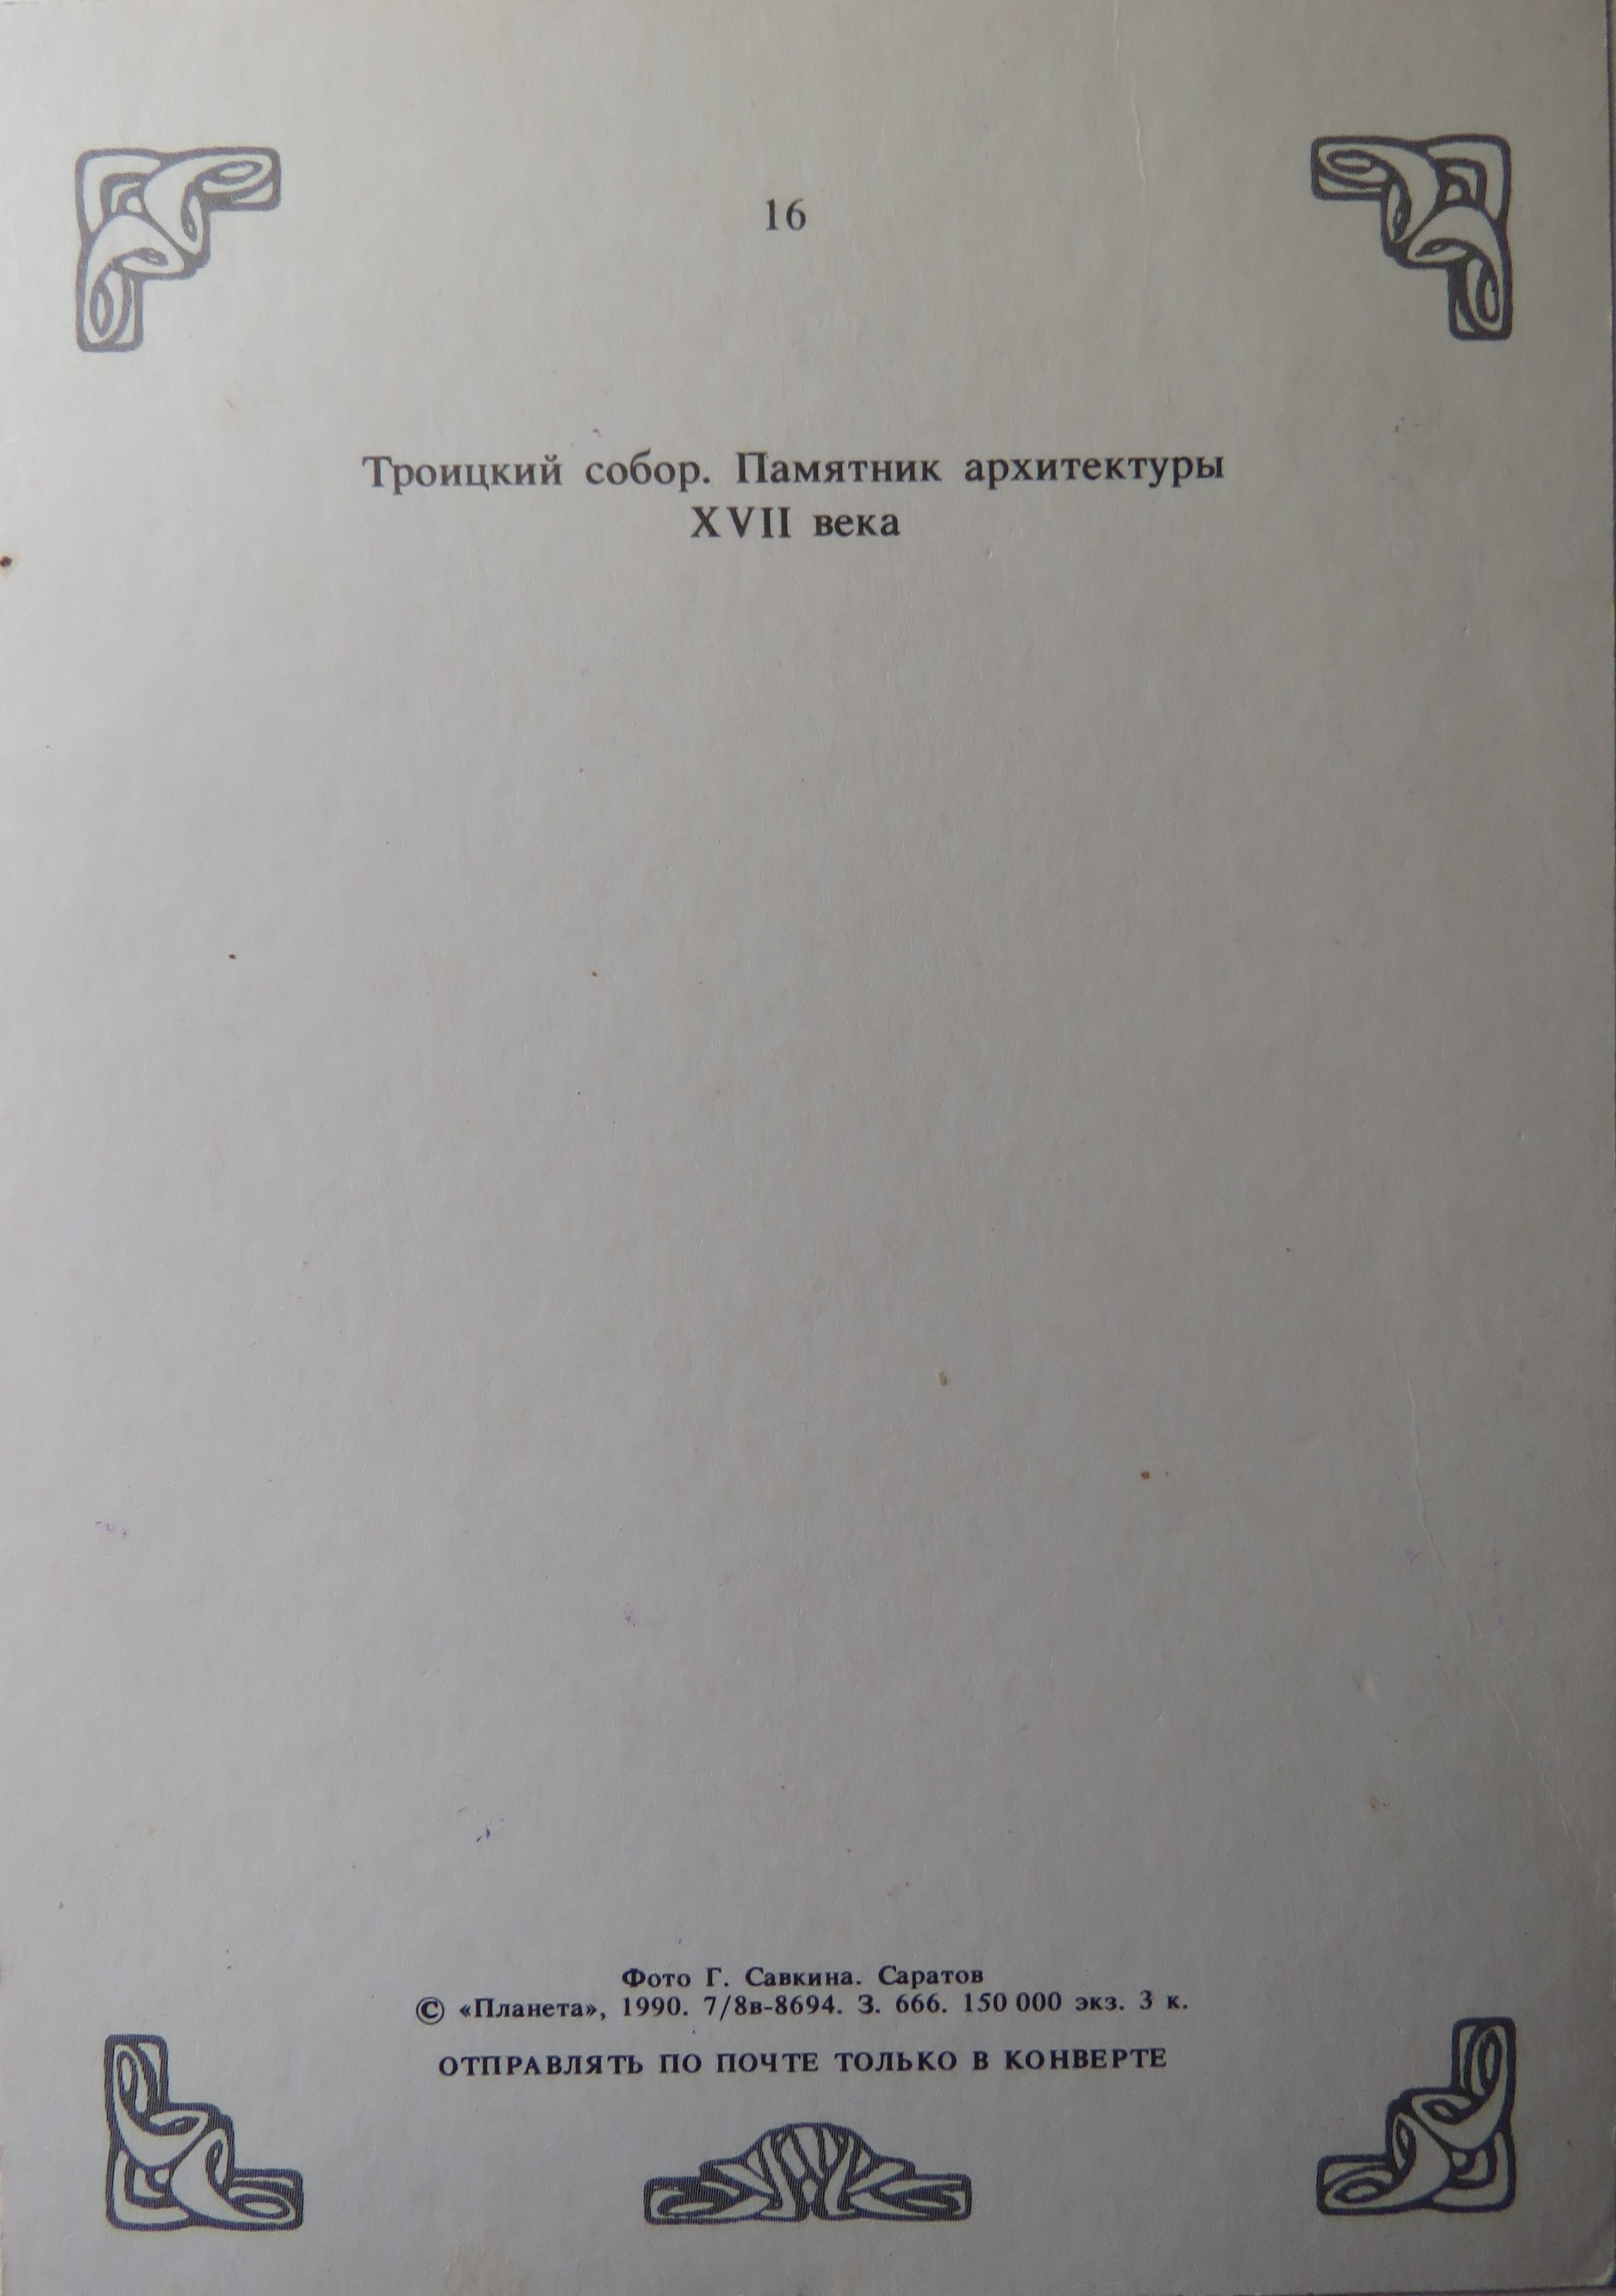 16
Троицкий собор. Памятник архитектуры
XVII века
Фото Г. Савкина. Саратов
© «Планета», 1990. 7/8в-8694. З. 666. 150 000 экз. 3 к.
ОТПРАВЛЯТЬ ПО ПОЧТЕ ТОЛЬКО В КОНВЕРТЕ